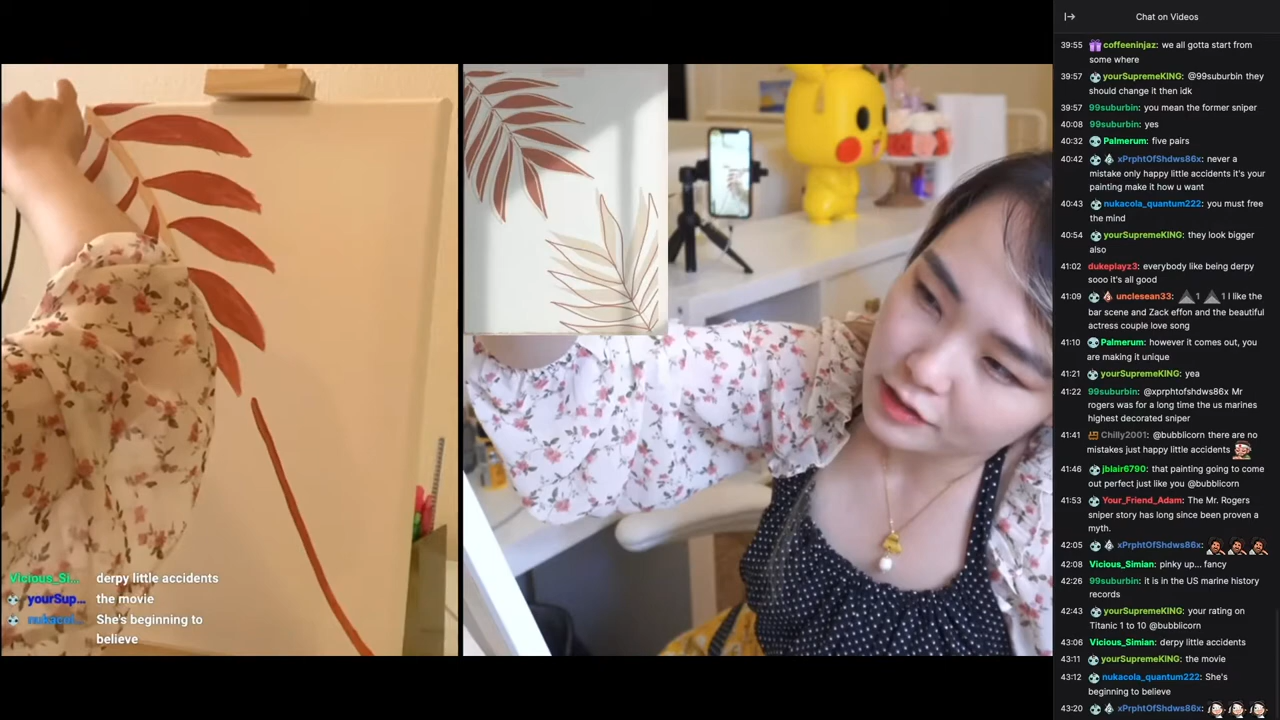 Chat on Videos
39:55 coffeeninjaz: we all gotta start from
some where
39:57 yourSupremeKING: @99suburbin they
should change it then idk
39:57 99suburbin: you mean the former sniper
40:08 99suburbin: yes
40:32 Palmerum: five pairs
40:42 xPrphtOfShdws86x: never a
mistake only happy little accidents it's your
painting make it how u want
40:43 nukacola_quantum222: you must free
the mind
40:54 yourSupremeKING: they look bigger
also
41:02 dukeplayz3: everybody like being derpy
sooo it's all good
41:09 unclesean33: 1 1 I like the
bar scene and Zack effon and the beautiful
actress couple love song
41:10 Palmerum: however it comes out, you
are making it unique
41:21 yourSupremeKING: yea
41:22 99suburbin: @xprphtofshdws86x Mr
rogers was for a long time the us marines
highest decorated sniper
41:41 Chilly2001: @bubblicorn there are no
mistakes just happy little accidents
41:46 jblair6790: that painting going to come
out perfect just like you @bubblicorn
41:53 Your_Friend_Adam: The Mr. Rogers
sniper story has long since been proven a
myth.
42:05 xPrphtOfShdws86x:
42:08 Vicious_Simian: pinky up... fancy
42:26 99suburbin: it is in the US marine history
records
42:43 yourSupremeKING: your rating on
Titanic 1 to 10 @bubblicorn
43:06 Vicious_Simian: derpy little accidents
43:11 yourSupremeKING: the movie
43:12 nukacola_quantum222: She's
beginning to believe
43:20 xPrphtOfShdws86x:
Vicious_Si... derpy little accidents
yourSup... the movie
She's beginning to
believe